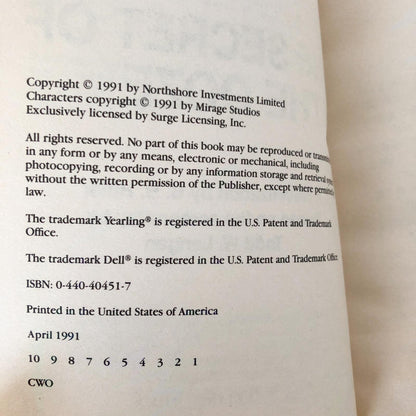 Copyright © 1991 by Northshore Investments Limited
Characters copyright © 1991 by Mirage Studios
Exclusively licensed by Surge Licensing, Inc.
All rights reserved. No part of this book may be reproduced or transmitted
in any form or by any means, electronic or mechanical, including
photocopying, recording or by any information storage and retrieval
without the written permission of the Publisher, except where permitted
law.
The trademark Yearling® is registered in the U.S. Patent and Trademark
Office.
The trademark Dell® is registered in the U.S. Patent and Trademark Office.
ISBN: 0-440-40451-7
Printed in the United States of America
April 1991
10 9 8 7 6 5 4 3 2 1
CWO